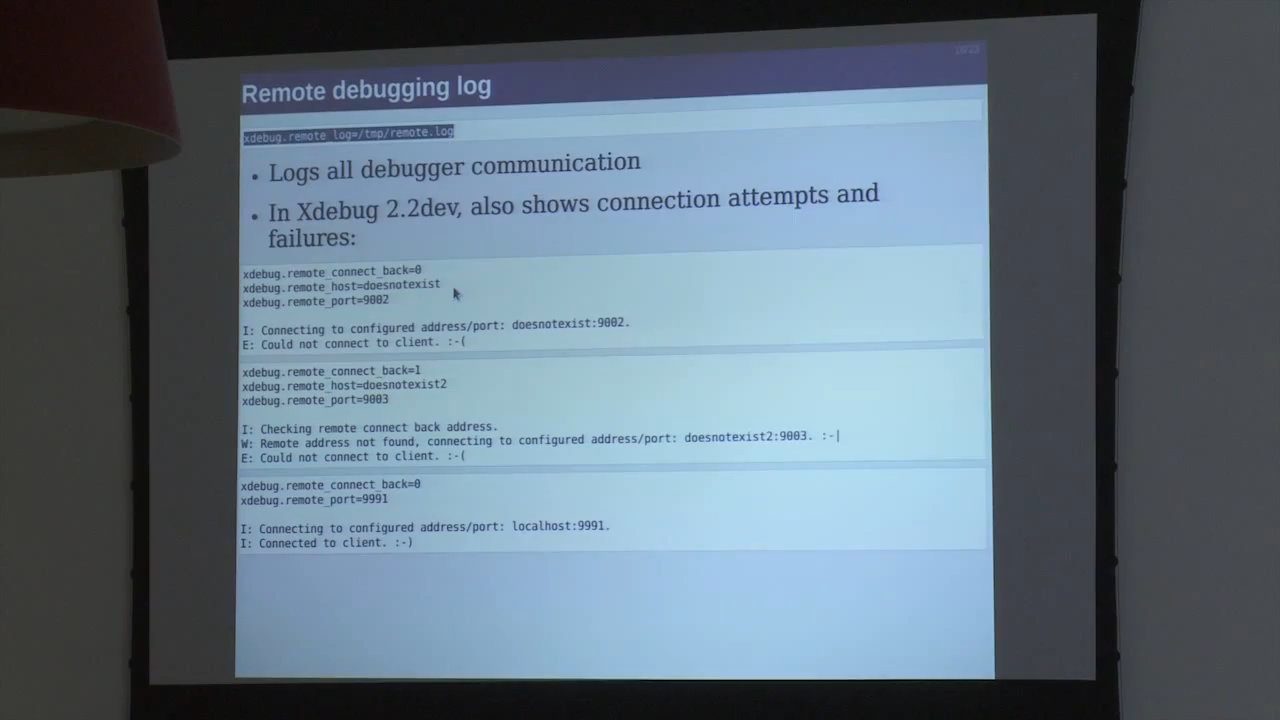 Remote debugging log
xdebug.remote_log=/tmp/remote.log
• Logs all debugger communication
• In Xdebug 2.2dev, also shows connection attempts and
failures:
xdebug.remote_connect_back=0
xdebug.remote_host=doesnotexist
xdebug.remote_port=9002
I: Connecting to configured address/port: doesnotexist:9002.
E: Could not connect to client. :-(
xdebug.remote_connect_back=1
xdebug.remote_host=doesnotexist2
xdebug.remote_port=9003
I: Checking remote connect back address.
W: Remote address not found, connecting to configured address/port: doesnotexist2:9003. :-|
E: Could not connect to client. :-(
xdebug.remote_connect_back=0
xdebug.remote_port=9991
I: Connecting to configured address/port: localhost:9991.
I: Connected to client. :-)